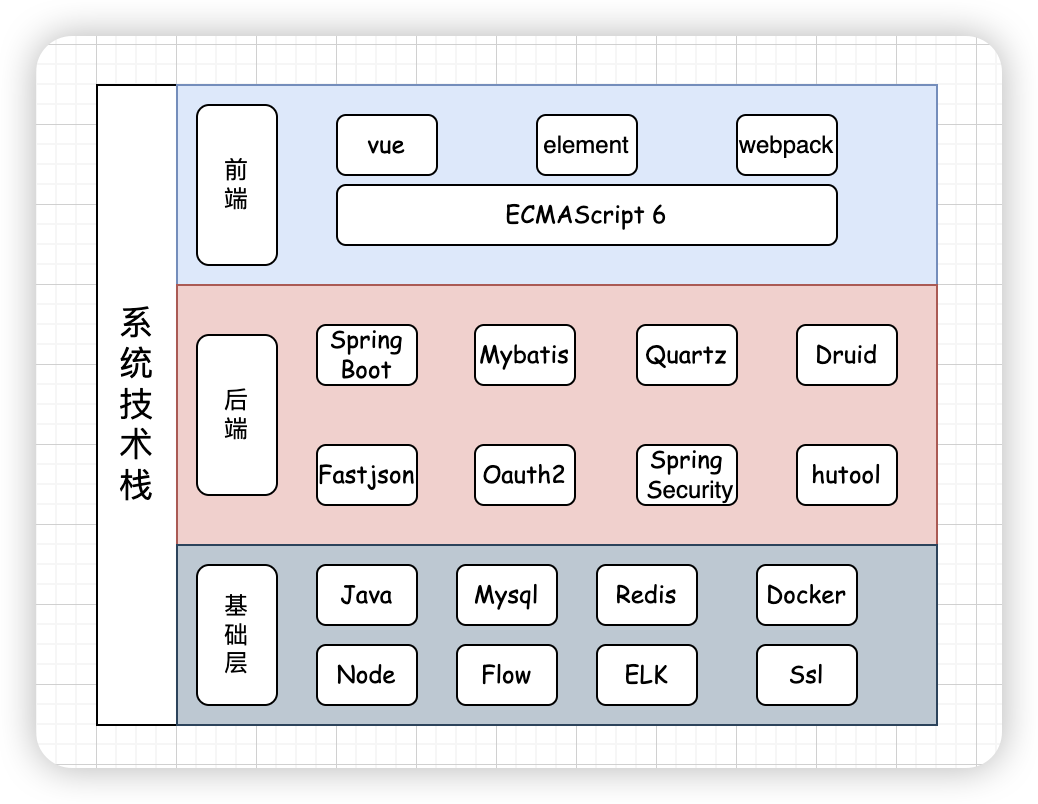 系
统
技
术
栈
前
端
vue
element
webpack
ECMAScript 6
后
端
Spring
Boot
Mybatis
Quartz
Druid
Fastjson
Oauth2
Spring
Security
hutool
基
础
层
Java
Mysql
Redis
Docker
Node
Flow
ELK
Ssl